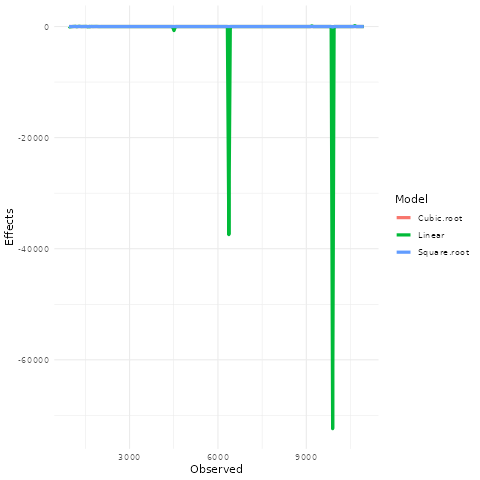 0
-20000
-40000
-60000
Effects
3000 6000 9000
Observed
Model
Cubic.root
Linear
Square.root